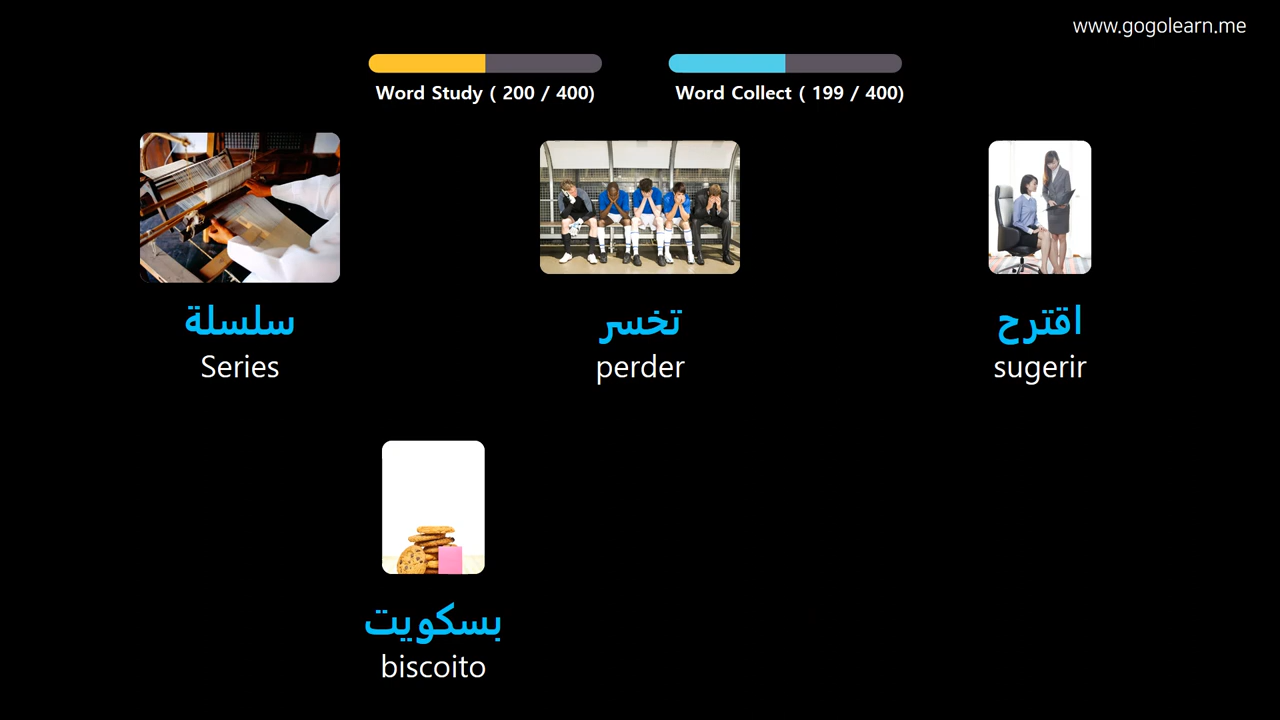 www.gogolearn.me
Word Study ( 200 / 400)
Word Collect ( 199 / 400)
سلسلة
Series
تخسر
perder
اقترح
sugerir
بسكويت
biscoito